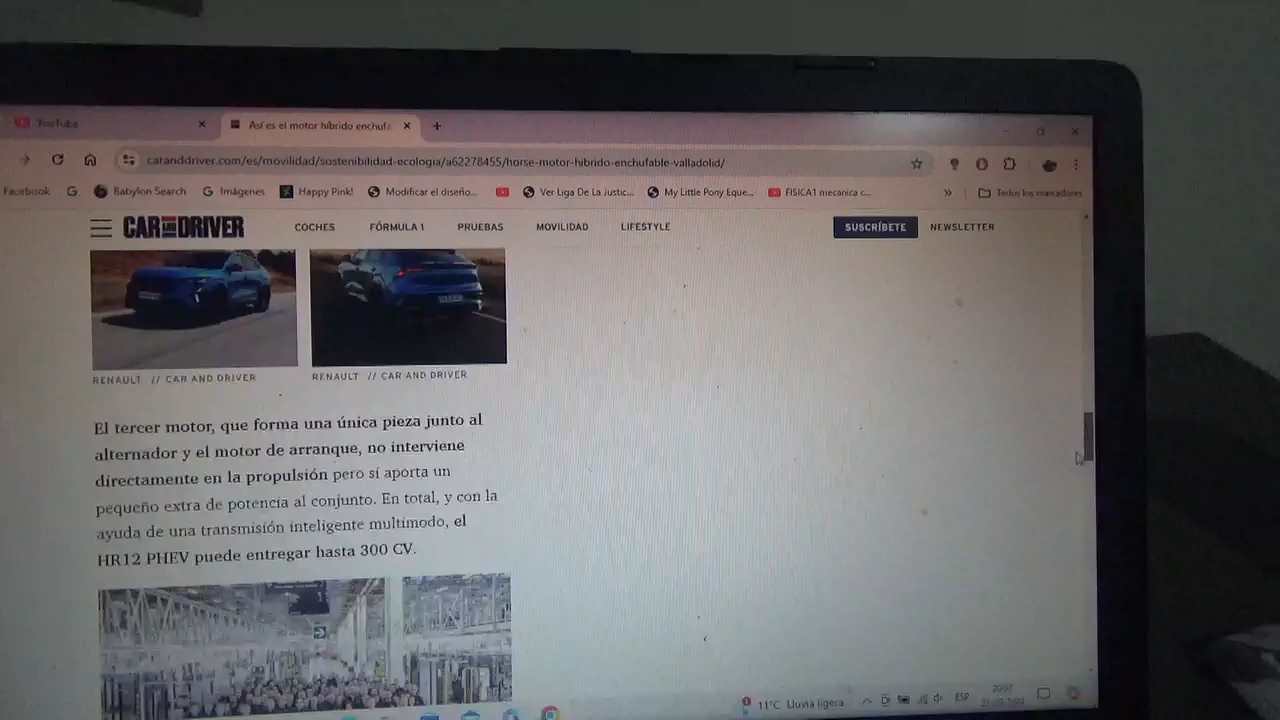 YouTube
Así es el motor híbrido enchufa
caranddriver.com/es/movilidad/sostenibilidad-ecologia/a62278455/horse-motor-hibrido-enchufable-valladolid/
Facebook
Babylon Search
Imágenes
Happy Pink!
Modificar el diseño...
Ver Liga De La Justic...
My Little Pony Eque...
FISICA1 mecanica c...
»
Todos los marcadores
CAR AND DRIVER
COCHES
FÓRMULA 1
PRUEBAS
MOVILIDAD
LIFESTYLE
SUSCRÍBETE
NEWSLETTER
RENAULT // CAR AND DRIVER
RENAULT // CAR AND DRIVER
El tercer motor, que forma una única pieza junto al
alternador y el motor de arranque, no interviene
directamente en la propulsión pero sí aporta un
pequeño extra de potencia al conjunto. En total, y con la
ayuda de una transmisión inteligente multimodo, el
HR12 PHEV puede entregar hasta 300 CV.
11°C Lluvia ligera
ESP